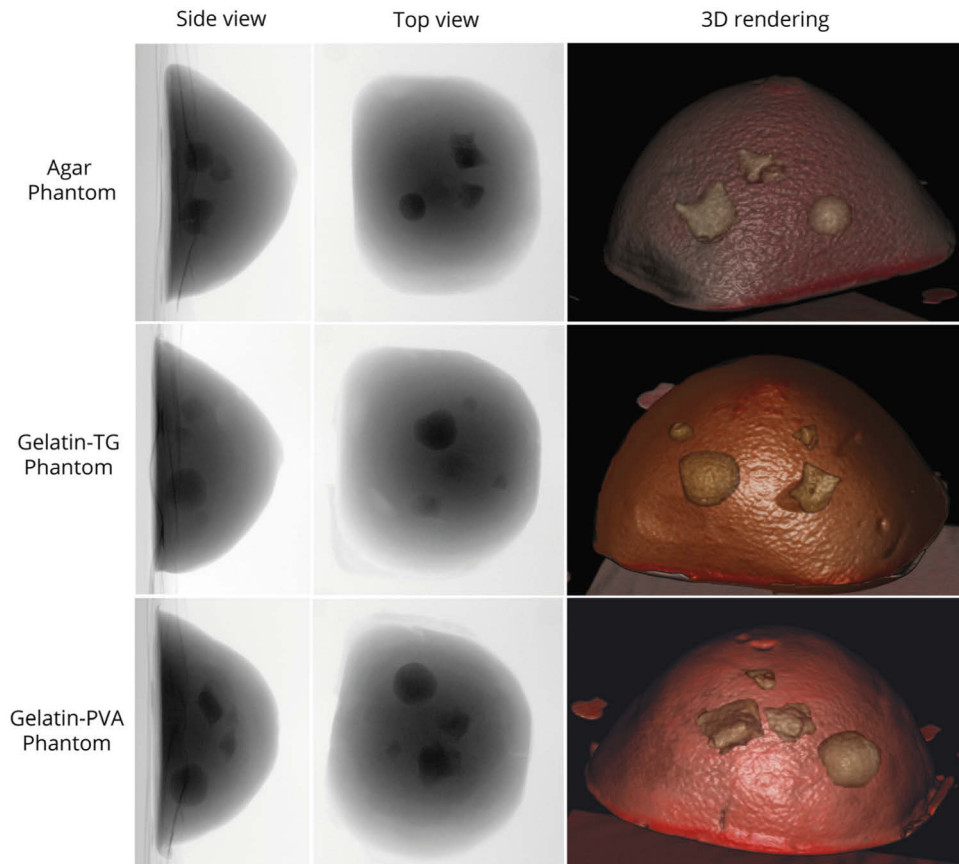 Side view
Top view
3D rendering
Agar
Phantom
Gelatin-TG
Phantom
Gelatin-PVA
Phantom